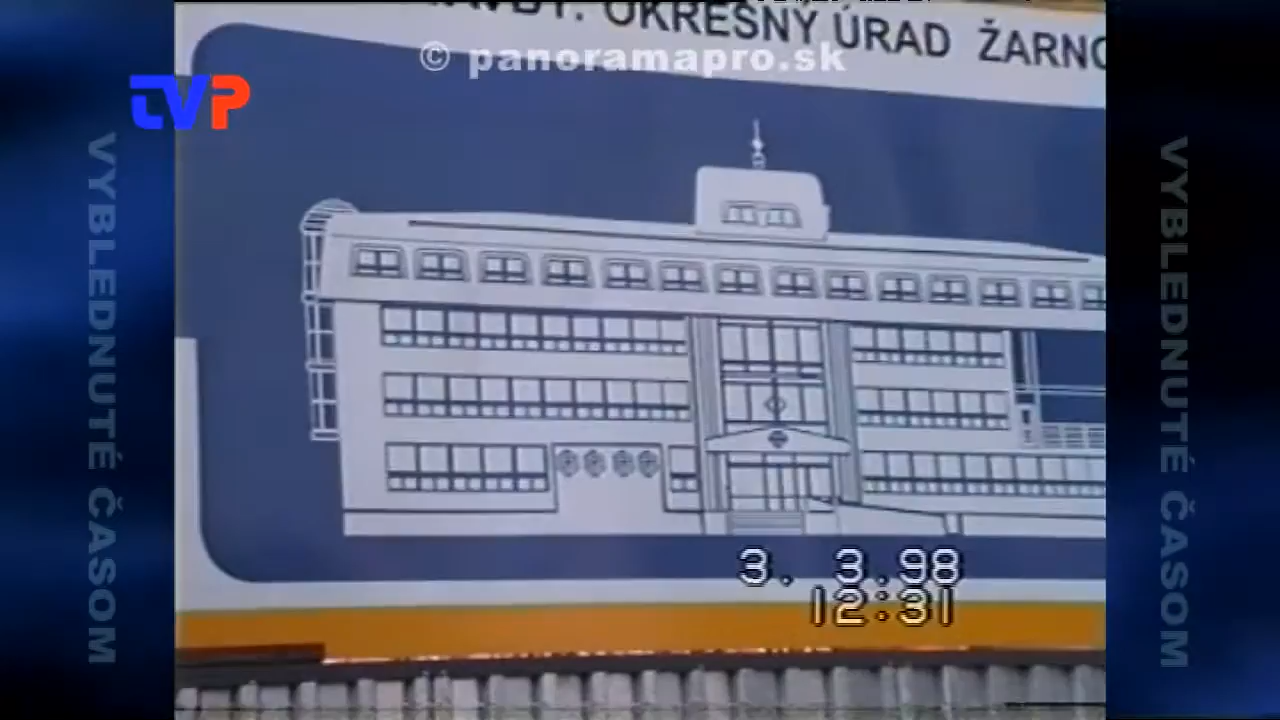 OKRESNÝ ÚRAD ŽARNO
© panoramapro.sk
TVP
VYBLEDNUTÉ ČASOM
VYBLEDNUTÉ ČASOM
3. 3.98
12:31